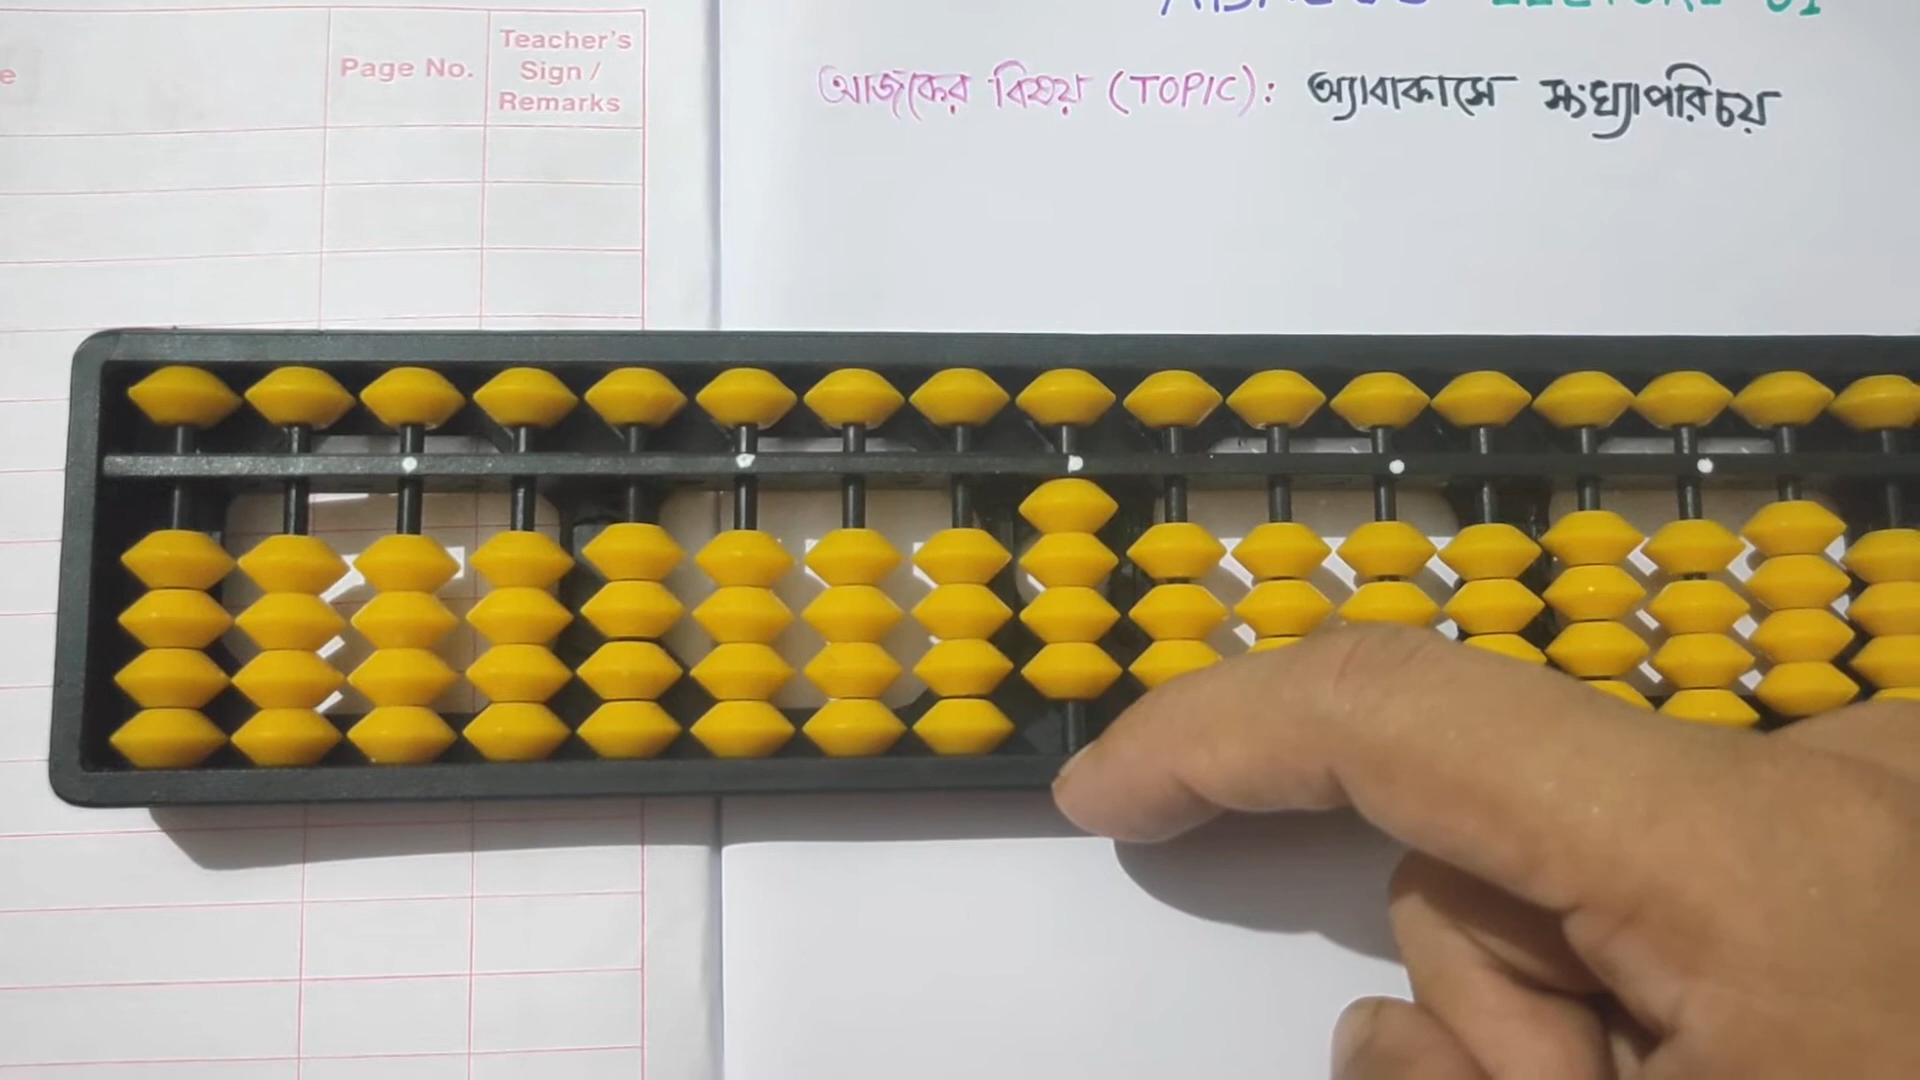 Page No.
Teacher's
Sign /
Remarks
আজকের বিষয় (TOPIC): অ্যাবাকাসে সংখ্যাপরিচয়